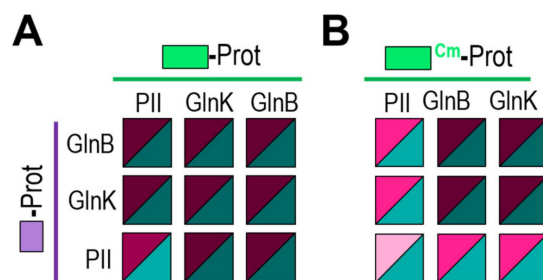 A
-Prot
PII GlnK GlnB
-Prot
GlnB
GlnK
PII
B
Cm-Prot
PII GlnB GlnK